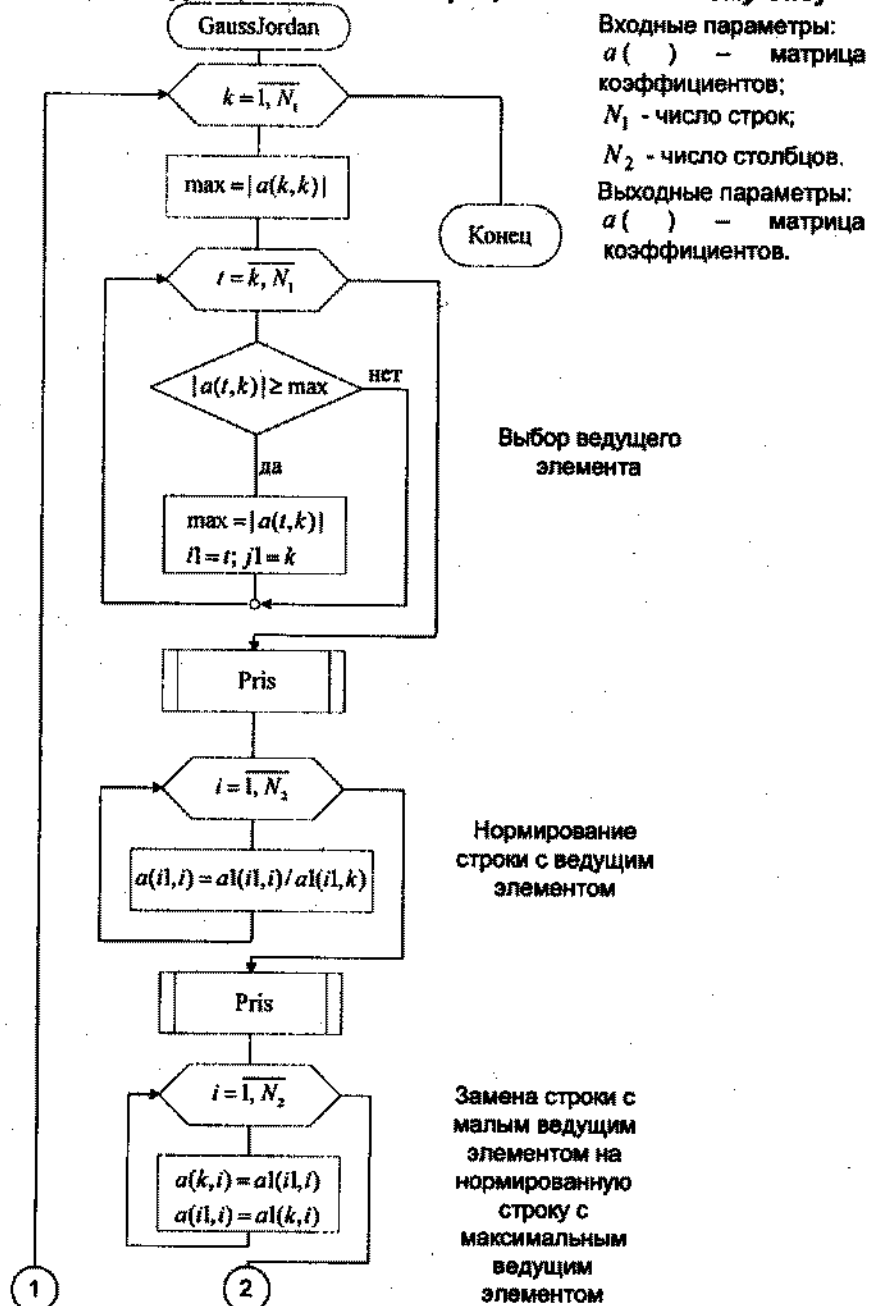 GaussJordan
Входные параметры:
a( ) – матрица
коэффициентов;
N₁ - число строк;
N₂ - число столбцов.
Выходные параметры:
a( ) – матрица
коэффициентов.
k = 1, N₁
max = |a(k,k)|
Конец
t = k, N₁
|a(t,k)| ≥ max
нет
да
Выбор ведущего
элемента
max = |a(t,k)|
i1 = t; j1 = k
Pris
i = 1, N₂
a(i1,i) = a1(i1,i)/a1(i1,k)
Нормирование
строки с ведущим
элементом
Pris
i = 1, N₂
a(k,i) = a1(i1,i)
a(i1,i) = a1(k,i)
Замена строки с
малым ведущим
элементом на
нормированную
строку с
максимальным
ведущим
элементом
1
2